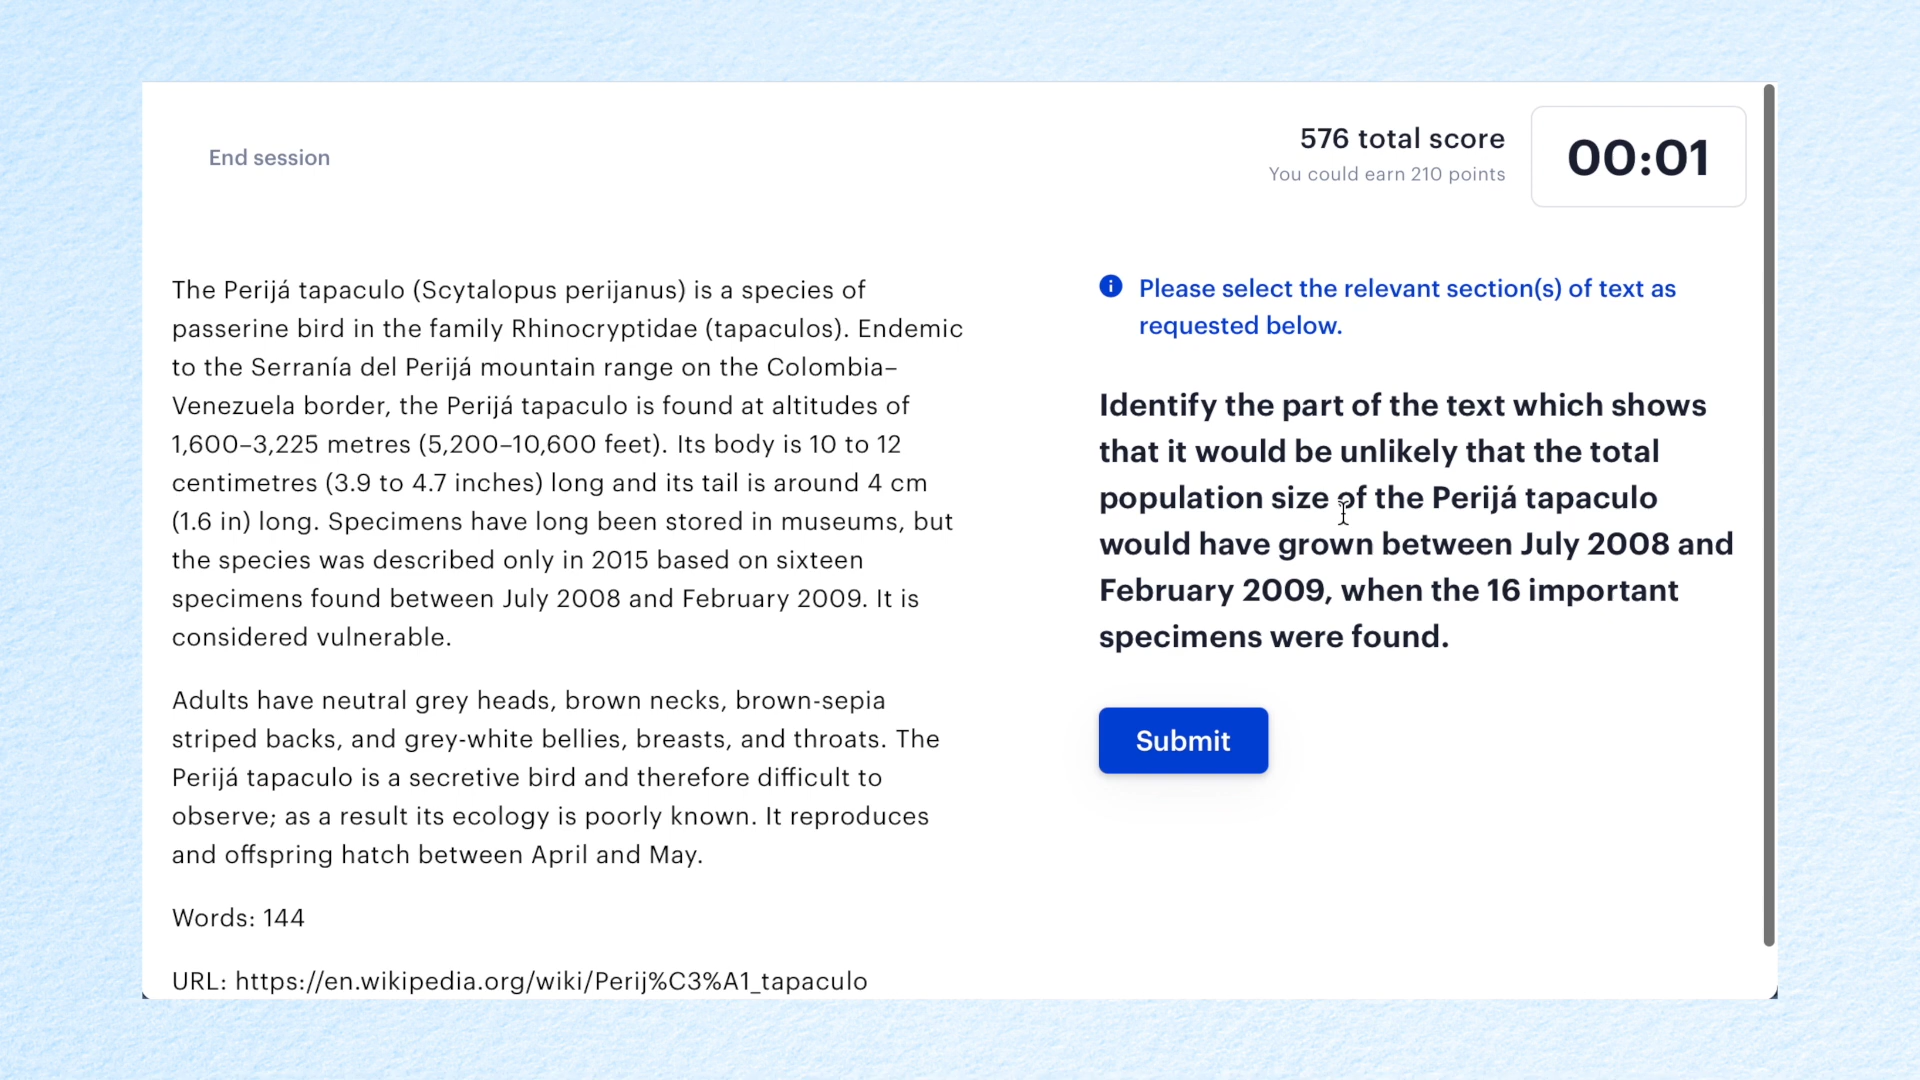 End session
576 total score
You could earn 210 points
00:01
The Perijá tapaculo (Scytalopus perijanus) is a species of
passerine bird in the family Rhinocryptidae (tapaculos). Endemic
to the Serranía del Perijá mountain range on the Colombia–
Venezuela border, the Perijá tapaculo is found at altitudes of
1,600–3,225 metres (5,200–10,600 feet). Its body is 10 to 12
centimetres (3.9 to 4.7 inches) long and its tail is around 4 cm
(1.6 in) long. Specimens have long been stored in museums, but
the species was described only in 2015 based on sixteen
specimens found between July 2008 and February 2009. It is
considered vulnerable.
Adults have neutral grey heads, brown necks, brown-sepia
striped backs, and grey-white bellies, breasts, and throats. The
Perijá tapaculo is a secretive bird and therefore difficult to
observe; as a result its ecology is poorly known. It reproduces
and offspring hatch between April and May.
Words: 144
URL: https://en.wikipedia.org/wiki/Perij%C3%A1_tapaculo
Please select the relevant section(s) of text as
requested below.
Identify the part of the text which shows
that it would be unlikely that the total
population size of the Perijá tapaculo
would have grown between July 2008 and
February 2009, when the 16 important
specimens were found.
Submit